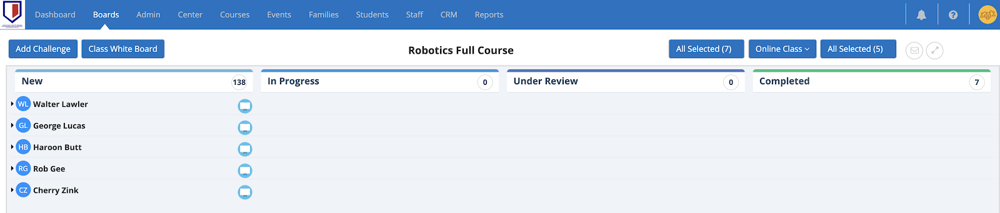 Dashboard Boards Admin Center Courses Events Families Students Staff CRM Reports
Add Challenge Class White Board Robotics Full Course All Selected (7) Online Class All Selected (5)
New 138 In Progress 0 Under Review 0 Completed 7
WL Walter Lawler
GL George Lucas
HB Haroon Butt
RG Rob Gee
CZ Cherry Zink